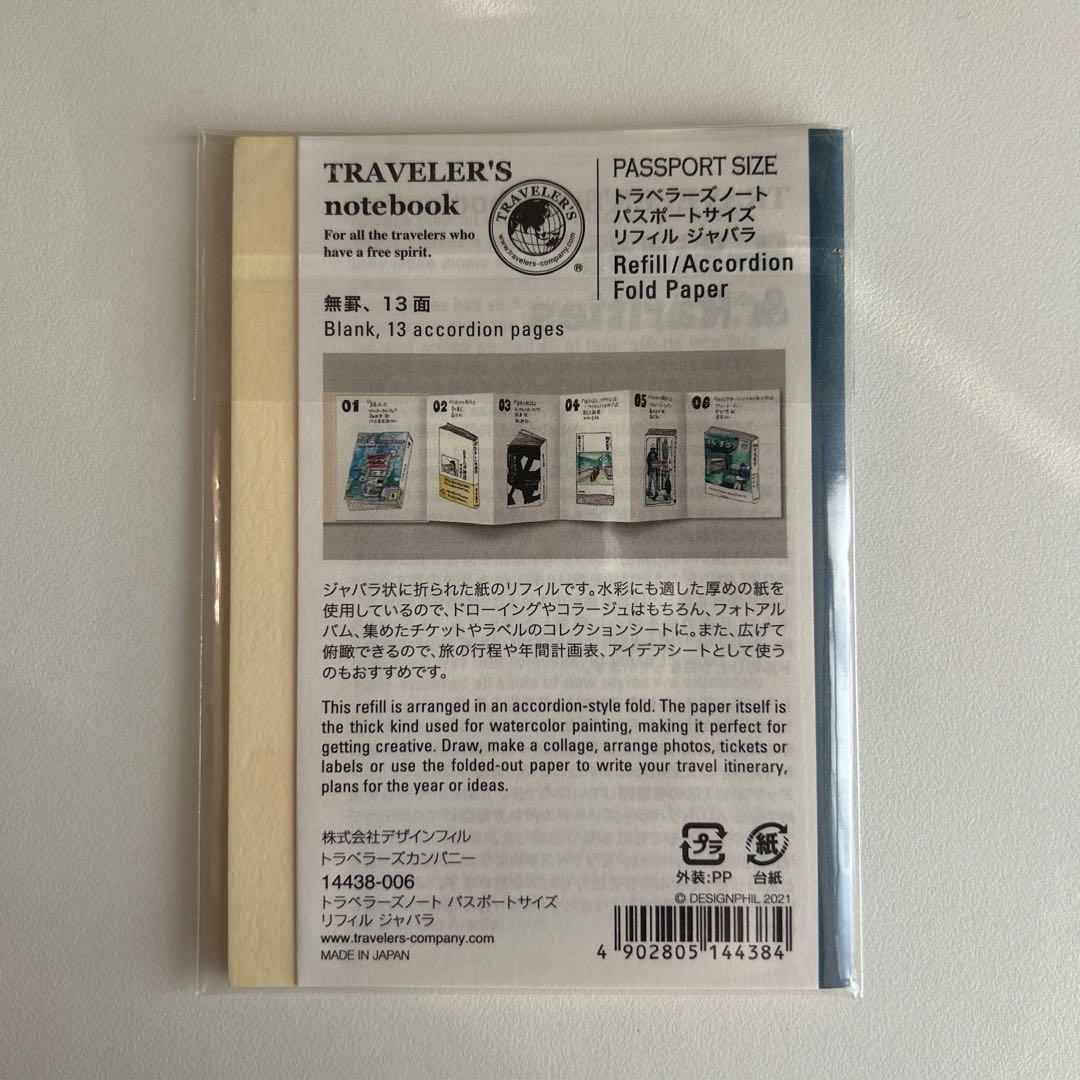 TRAVELER'S
notebook
For all the travelers who
have a free spirit.
TRAVELER'S
www.travelers-company.com
®
PASSPORT SIZE
トラベラーズノート
パスポートサイズ
リフィル ジャバラ
Refill/Accordion
Fold Paper
無罫、13面
Blank, 13 accordion pages
01
02
03
04
05
06
ジャバラ状に折られた紙のリフィルです。水彩にも適した厚めの紙を
使用しているので、ドローイングやコラージュはもちろん、フォトアル
バム、集めたチケットやラベルのコレクションシートに。また、広げて
俯瞰できるので、旅の行程や年間計画表、アイデアシートとして使う
のもおすすめです。
This refill is arranged in an accordion-style fold. The paper itself is
the thick kind used for watercolor painting, making it perfect for
getting creative. Draw, make a collage, arrange photos, tickets or
labels or use the folded-out paper to write your travel itinerary,
plans for the year or ideas.
株式会社デザインフィル
トラベラーズカンパニー
14438-006
トラベラーズノート パスポートサイズ
リフィル ジャバラ
www.travelers-company.com
MADE IN JAPAN
プラ
外装:PP
紙
台紙
© DESIGNPHIL 2021
4 902805 144384